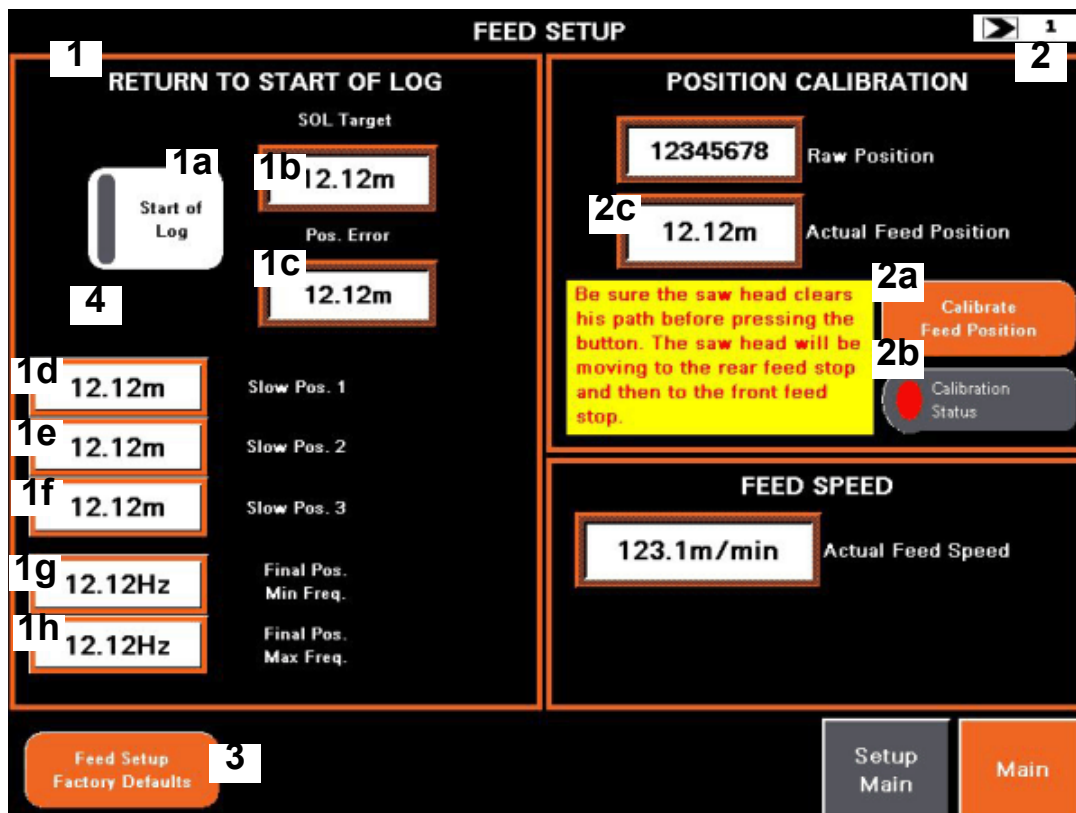 FEED SETUP
1
1
RETURN TO START OF LOG
SOL Target
1a
1b
12.12m
Start of
Log
Pos. Error
1c
12.12m
4
1d
12.12m
Slow Pos. 1
1e
12.12m
Slow Pos. 2
1f
12.12m
Slow Pos. 3
1g
12.12Hz
Final Pos.
Min Freq.
1h
12.12Hz
Final Pos.
Max Freq.
2
POSITION CALIBRATION
12345678
Raw Position
2c
12.12m
Actual Feed Position
Be sure the saw head clears
his path before pressing the
button. The saw head will be
moving to the rear feed stop
and then to the front feed
stop.
2a
Calibrate
Feed Position
2b
Calibration
Status
FEED SPEED
123.1m/min
Actual Feed Speed
Feed Setup
Factory Defaults
3
Setup
Main
Main